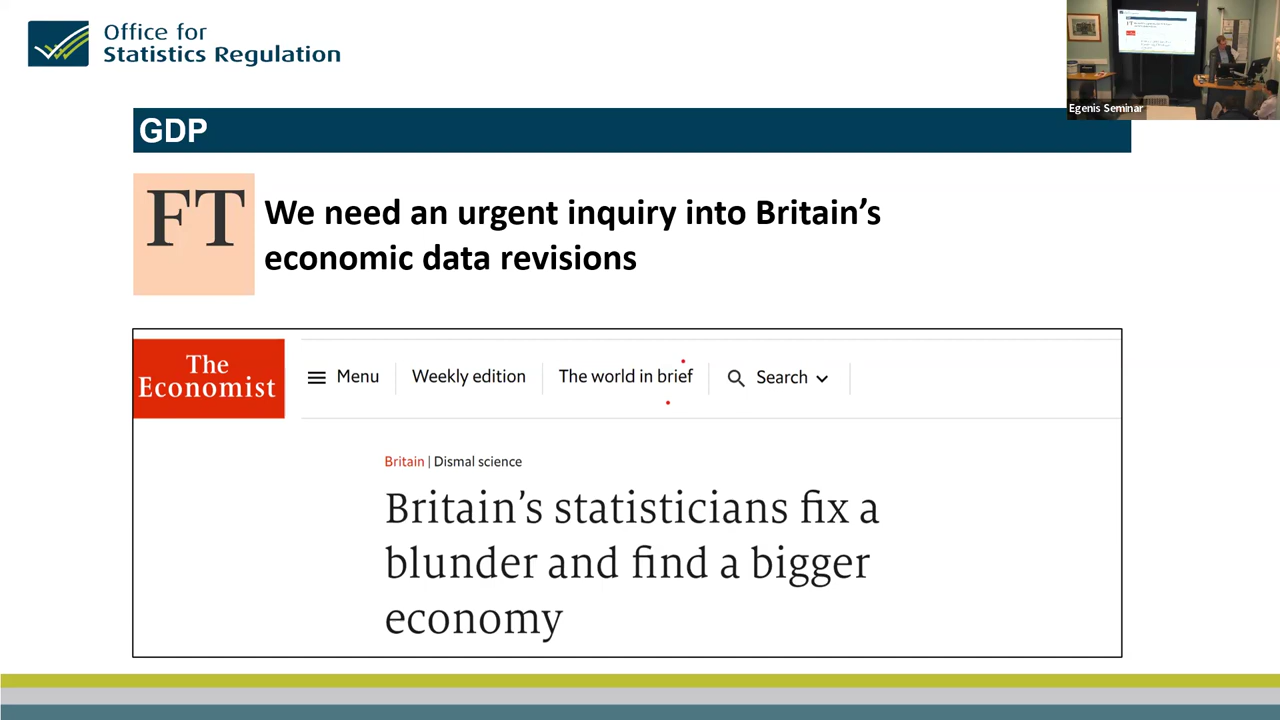 Office for
Statistics Regulation
Egenis Seminar
GDP
FT
We need an urgent inquiry into Britain’s
economic data revisions
The
Economist
Menu
Weekly edition
The world in brief
Search
Britain | Dismal science
Britain’s statisticians fix a
blunder and find a bigger
economy